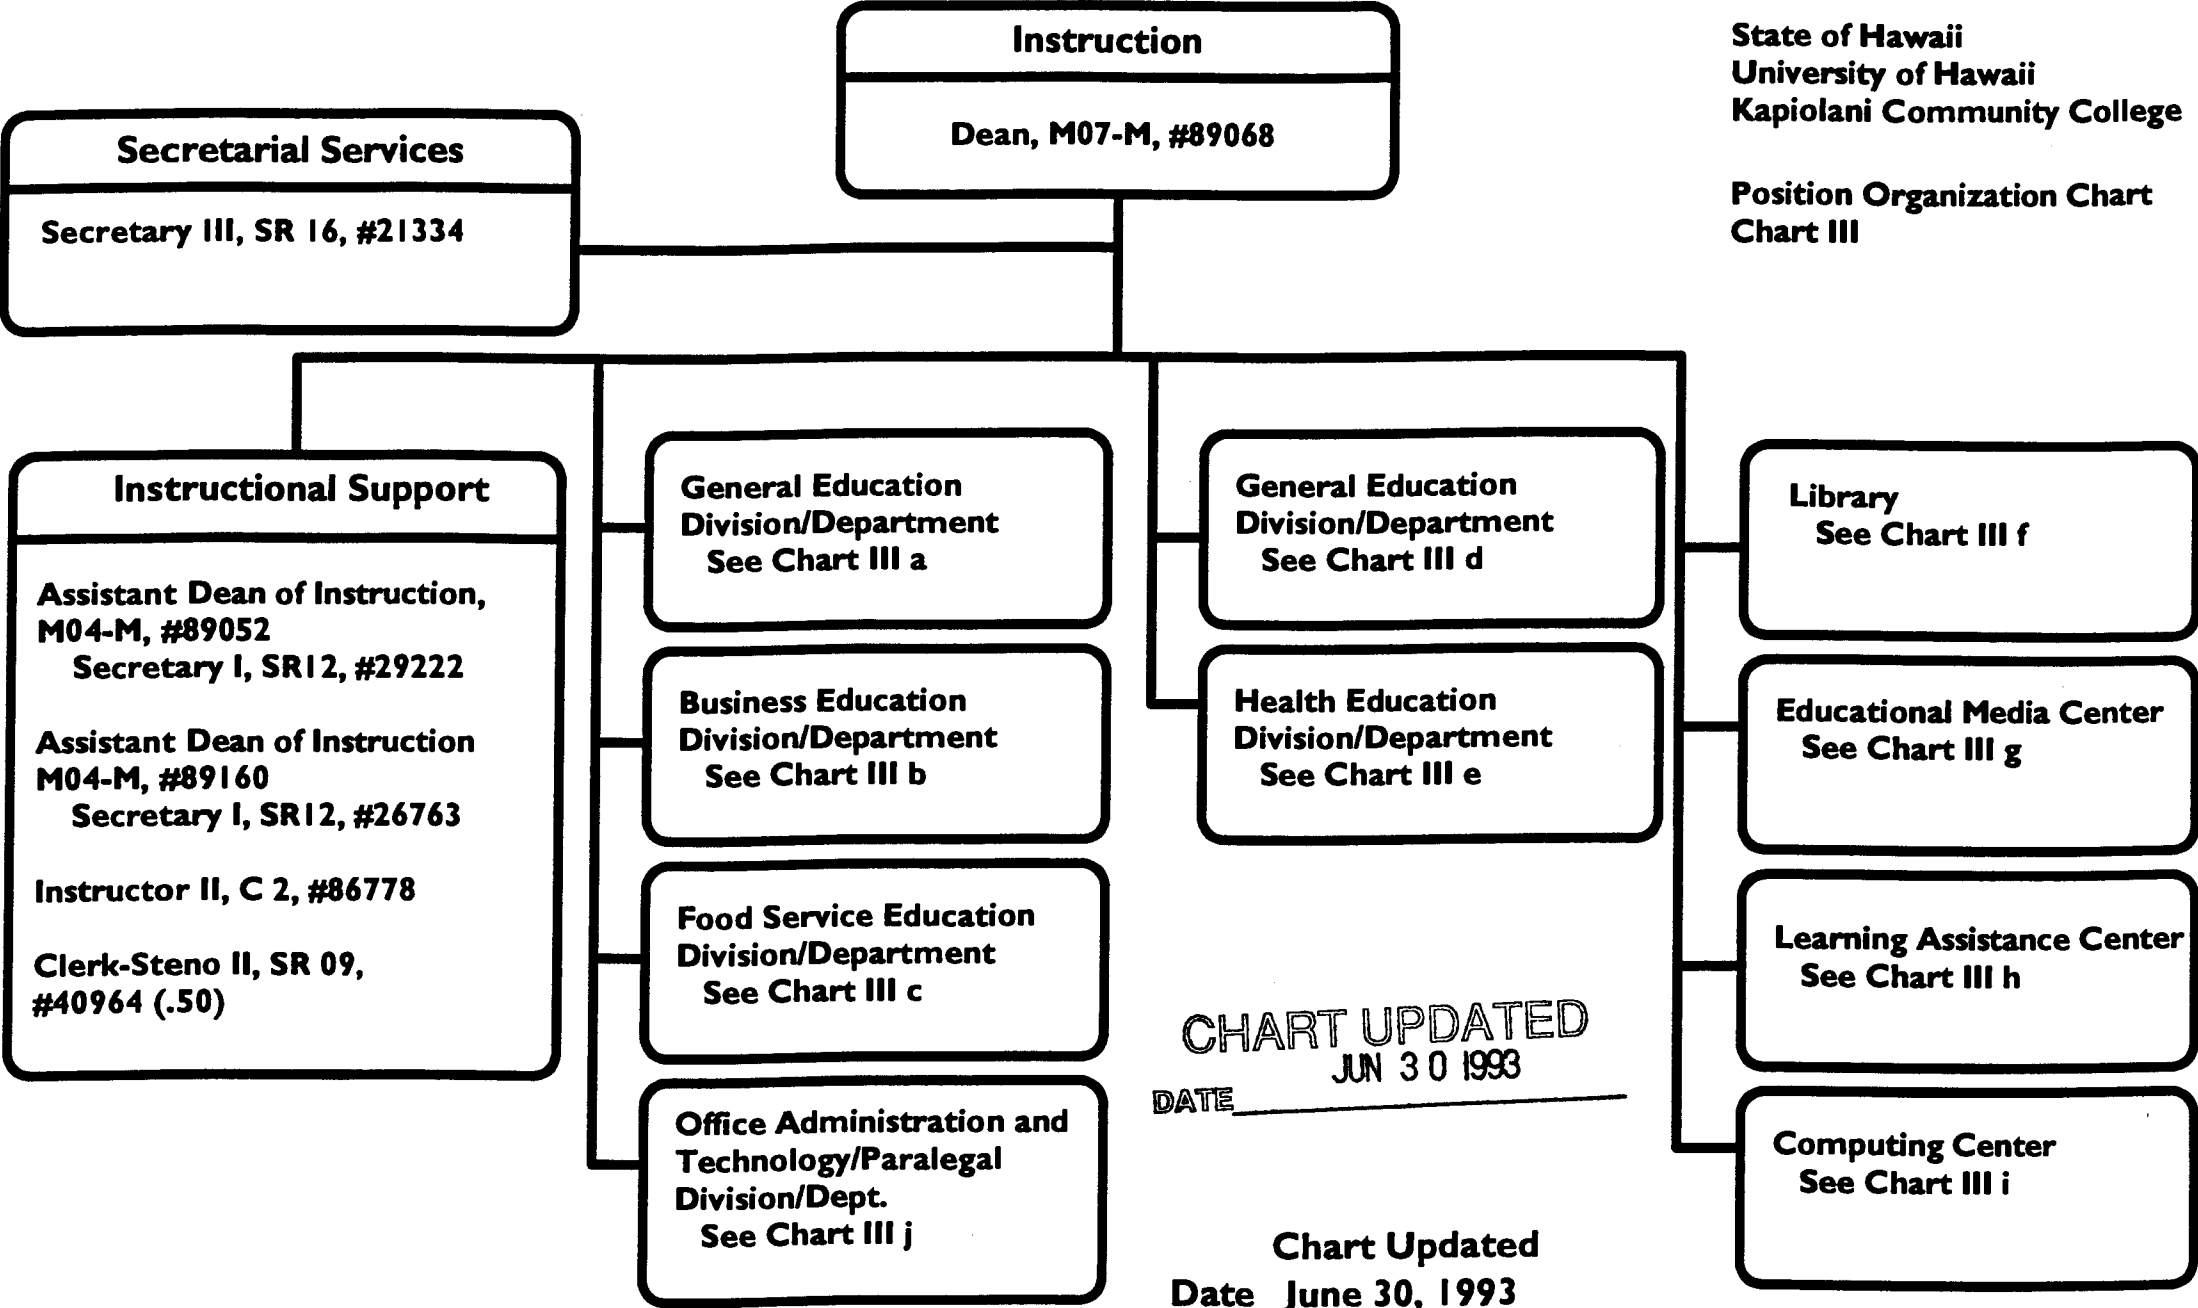 Instruction
Dean, M07-M, #89068
State of Hawaii
University of Hawaii
Kapiolani Community College
Position Organization Chart
Chart III
Secretarial Services
Secretary III, SR 16, #21334
Instructional Support
Assistant Dean of Instruction,
M04-M, #89052
Secretary I, SR12, #29222
Assistant Dean of Instruction
M04-M, #89160
Secretary I, SR12, #26763
Instructor II, C 2, #86778
Clerk-Steno II, SR 09,
#40964 (.50)
General Education
Division/Department
See Chart III a
Business Education
Division/Department
See Chart III b
Food Service Education
Division/Department
See Chart III c
Office Administration and
Technology/Paralegal
Division/Dept.
See Chart III j
General Education
Division/Department
See Chart III d
Health Education
Division/Department
See Chart III e
Library
See Chart III f
Educational Media Center
See Chart III g
Learning Assistance Center
See Chart III h
Computing Center
See Chart III i
CHART UPDATED
JUN 30 1993
DATE
Chart Updated
Date June 30, 1993